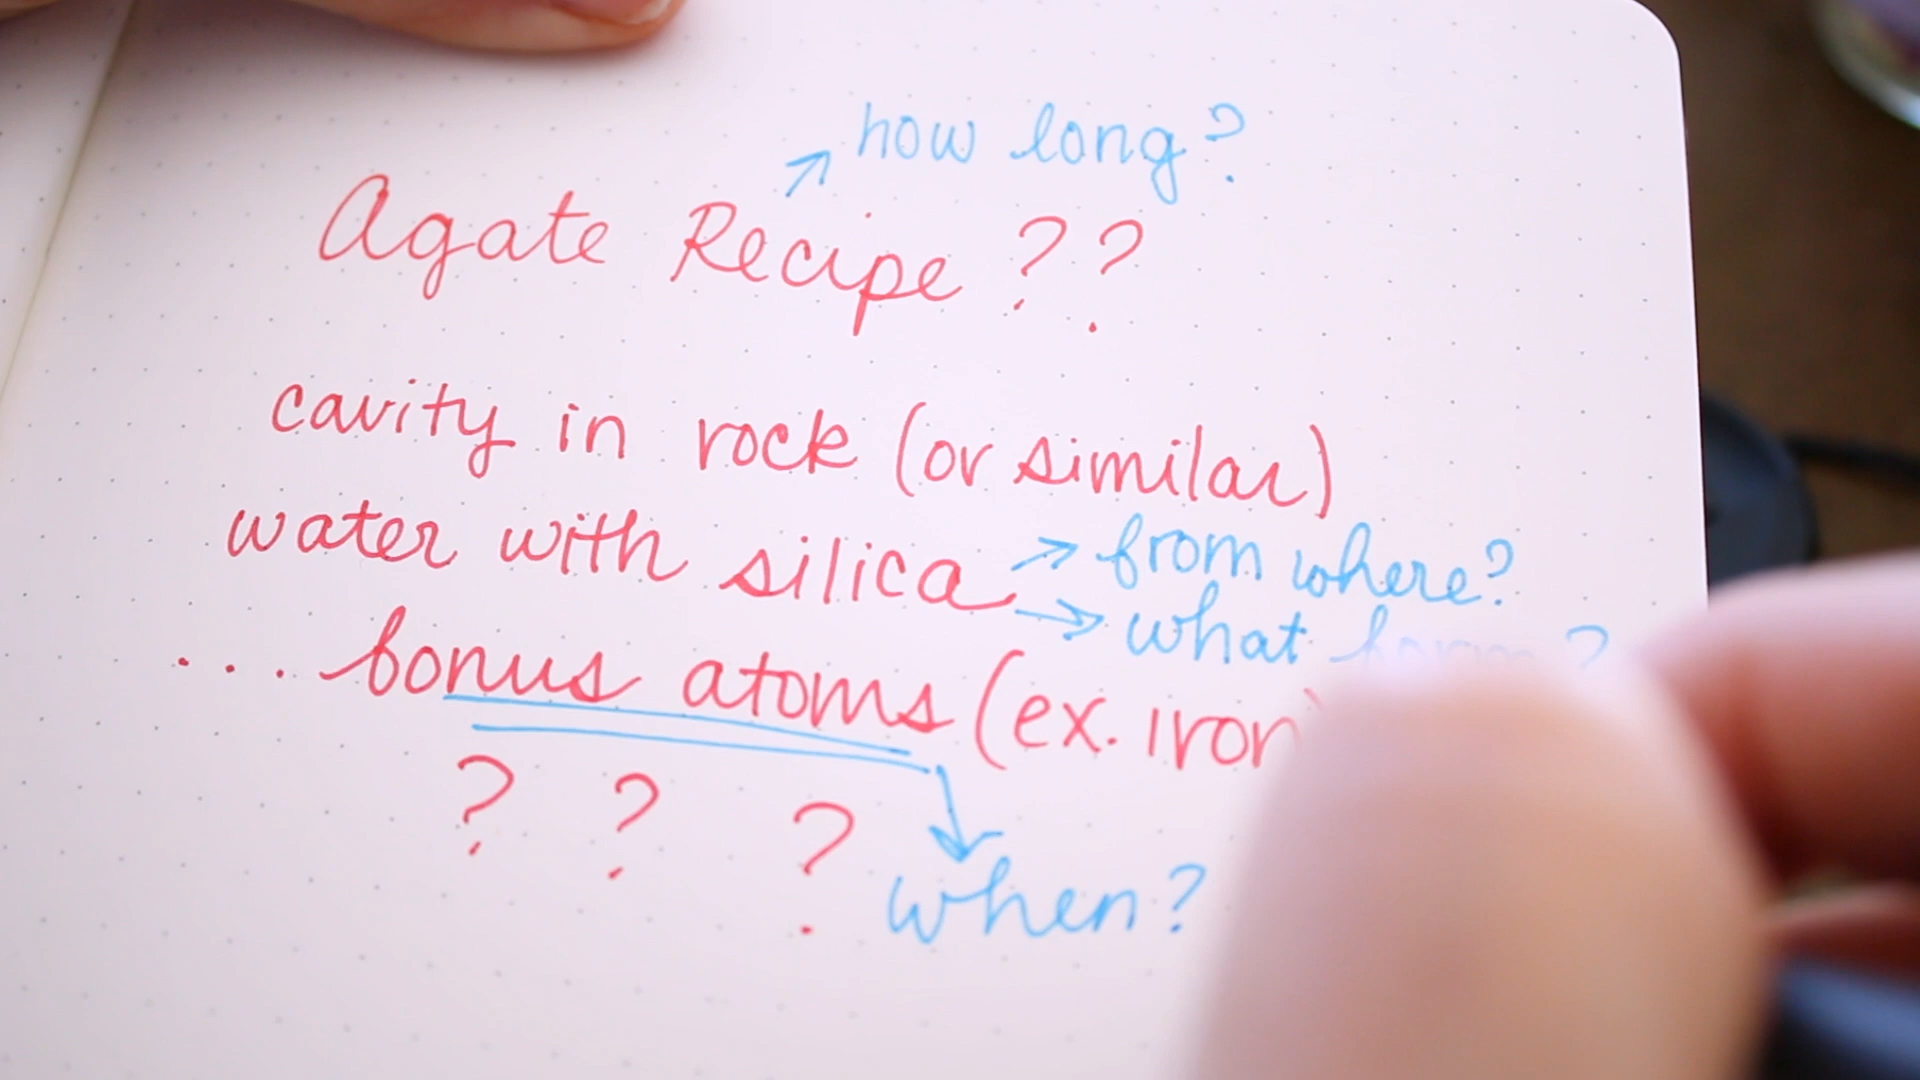 how long?
Agate Recipe ??
cavity in rock (or similar)
water with silica → from where?
→ what form?
... bonus atoms (ex. iron)
? ? ?
when?